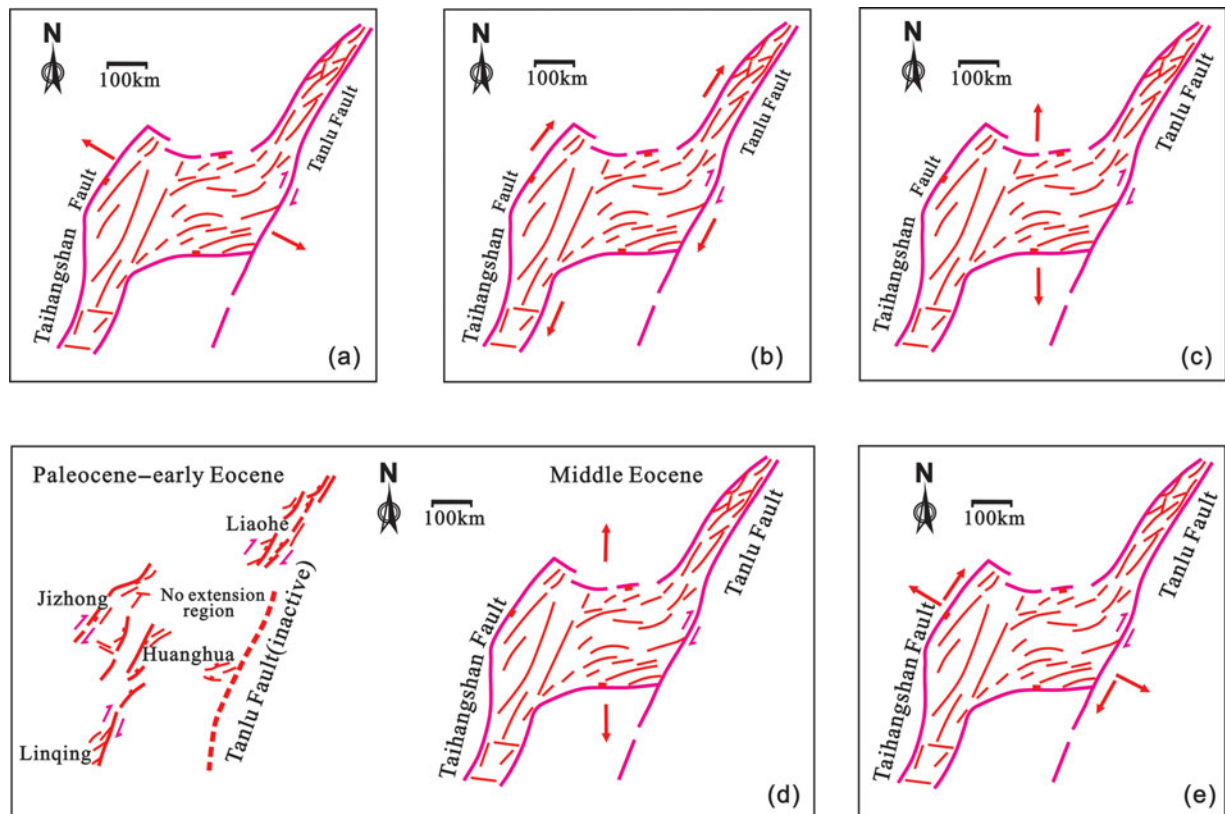 N
100km
Taihangshan Fault
Tanlu Fault
(a)
N
100km
Taihangshan Fault
Tanlu Fault
(b)
N
100km
Taihangshan Fault
Tanlu Fault
(c)
Paleocene–early Eocene
Liaohe
Jizhong
No extension
region
Huanghua
Tanlu Fault(inactive)
Linqing
Middle Eocene
N
100km
Taihangshan Fault
Tanlu Fault
(d)
N
100km
Taihangshan Fault
Tanlu Fault
(e)